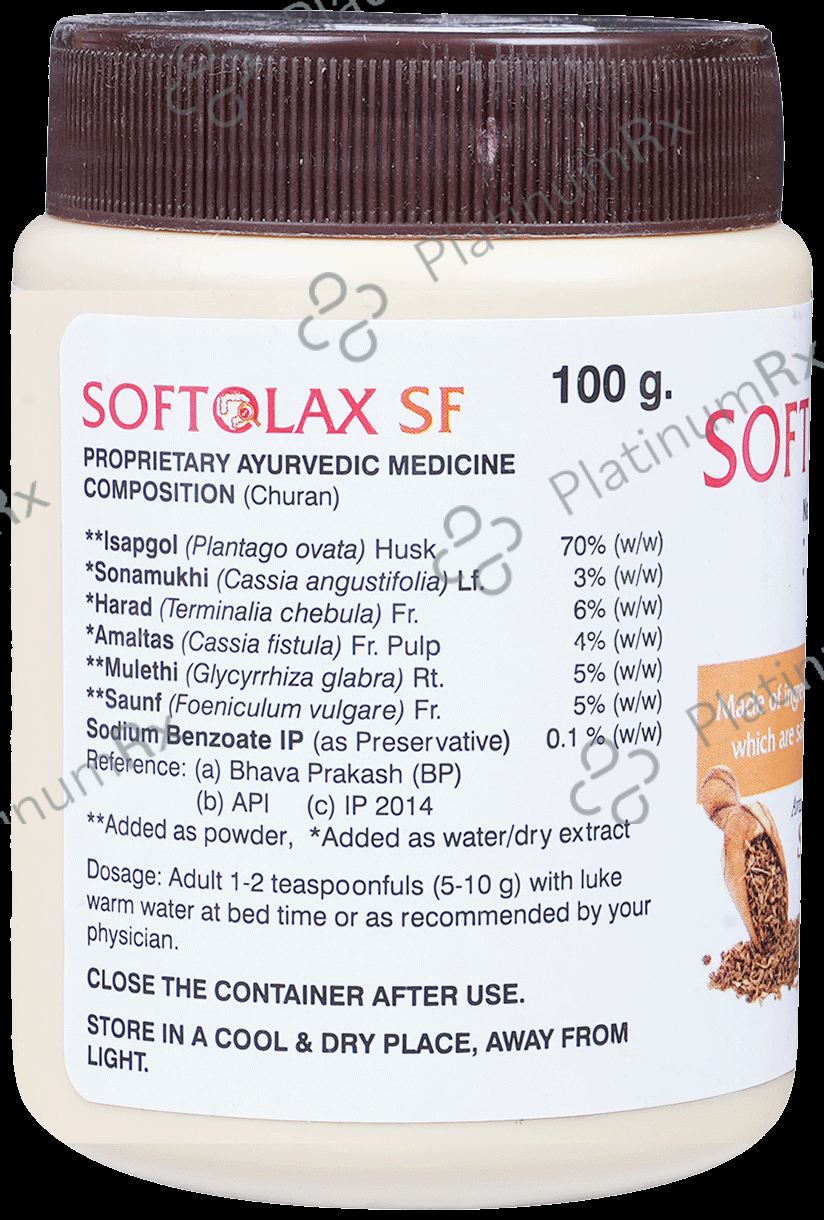 SOFTOLAX SF
100 g.
PROPRIETARY AYURVEDIC MEDICINE
COMPOSITION (Churan)
**Isapgol (Plantago ovata) Husk 70% (w/w)
*Sonamukhi (Cassia angustifolia) Lf. 3% (w/w)
*Harad (Terminalia chebula) Fr. 6% (w/w)
*Amaltas (Cassia fistula) Fr. Pulp 4% (w/w)
**Mulethi (Glycyrrhiza glabra) Rt. 5% (w/w)
**Saunf (Foeniculum vulgare) Fr. 5% (w/w)
Sodium Benzoate IP (as Preservative) 0.1 % (w/w)
Reference: (a) Bhava Prakash (BP)
(b) API (c) IP 2014
**Added as powder, *Added as water/dry extract
Dosage: Adult 1-2 teaspoonfuls (5-10 g) with luke
warm water at bed time or as recommended by your
physician.
CLOSE THE CONTAINER AFTER USE.
STORE IN A COOL & DRY PLACE, AWAY FROM
LIGHT.
SOFT
Made of
which are
PlatinumRx
PlatinumRx
PlatinumRx